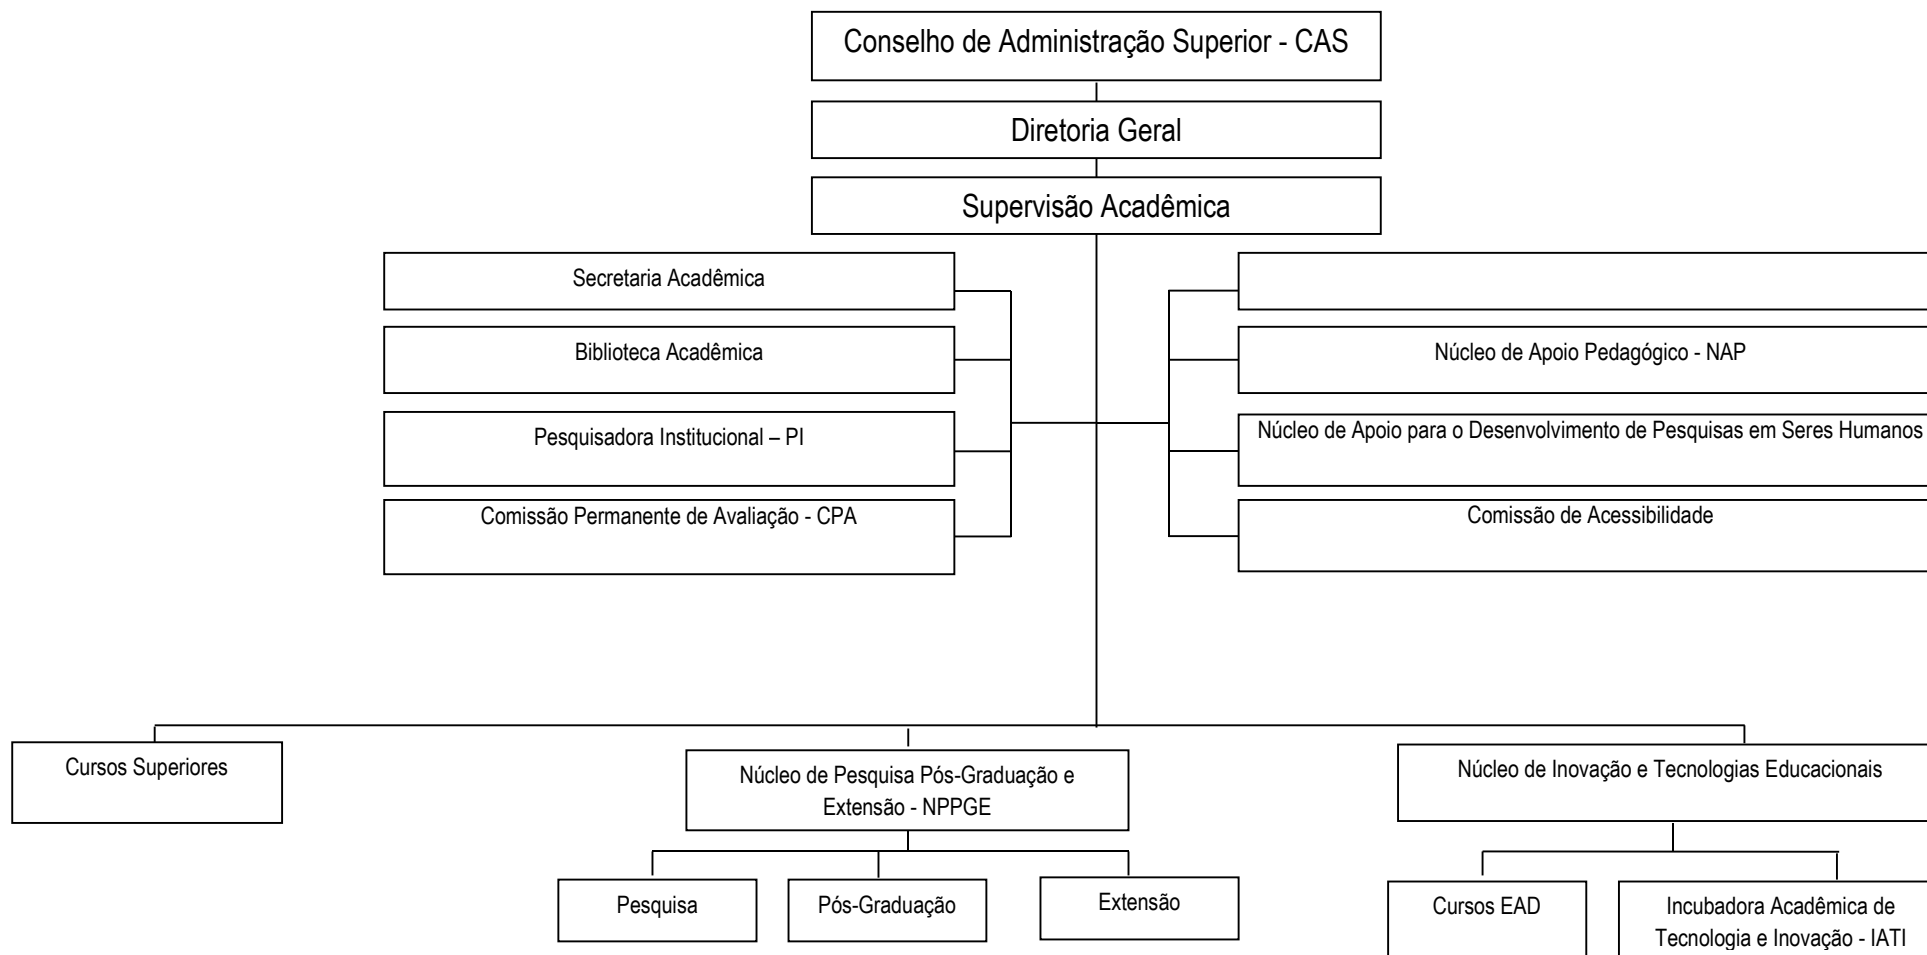 Conselho de Administração Superior - CAS
Diretoria Geral
Supervisão Acadêmica
Secretaria Acadêmica
Biblioteca Acadêmica
Núcleo de Apoio Pedagógico - NAP
Pesquisadora Institucional – PI
Núcleo de Apoio para o Desenvolvimento de Pesquisas em Seres Humanos
Comissão Permanente de Avaliação - CPA
Comissão de Acessibilidade
Cursos Superiores
Núcleo de Pesquisa Pós-Graduação e
Extensão - NPPGE
Núcleo de Inovação e Tecnologias Educacionais
Pesquisa
Pós-Graduação
Extensão
Cursos EAD
Incubadora Acadêmica de
Tecnologia e Inovação - IATI